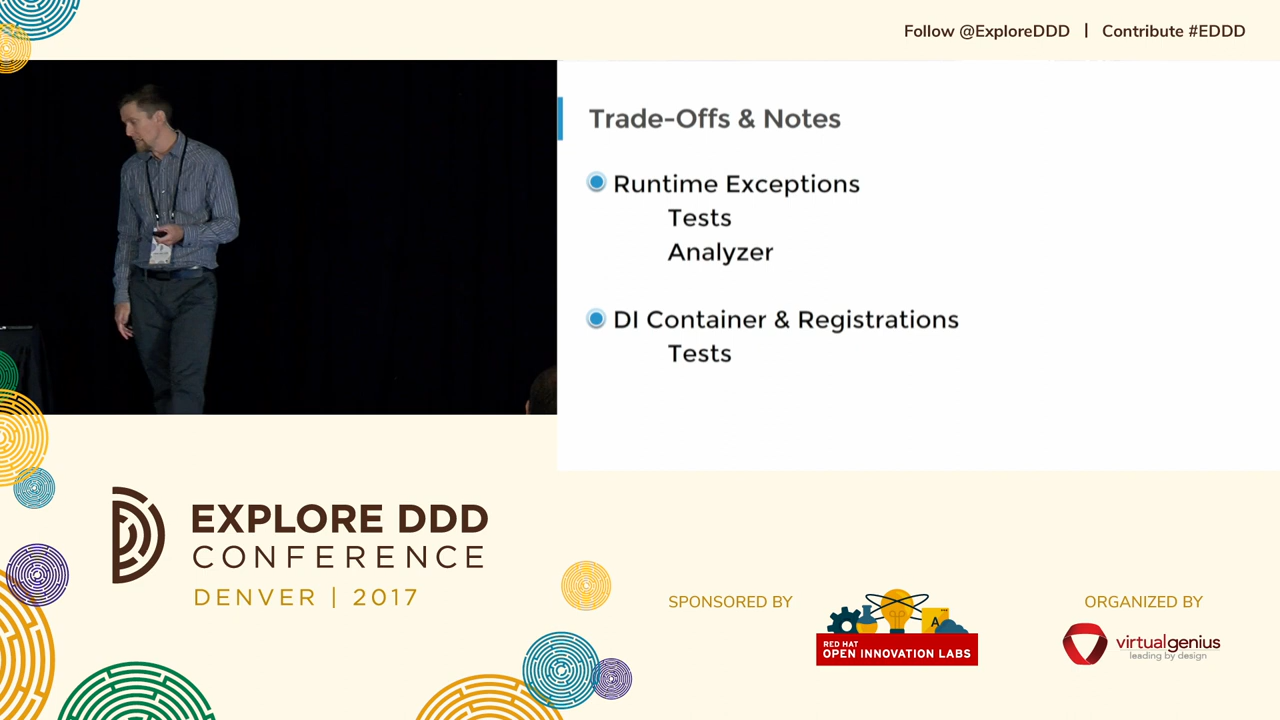 Follow @ExploreDDD | Contribute #EDDD
Trade-Offs & Notes
Runtime Exceptions
Tests
Analyzer
DI Container & Registrations
Tests
EXPLORE DDD
CONFERENCE
DENVER | 2017
SPONSORED BY
A
RED HAT
OPEN INNOVATION LABS
ORGANIZED BY
virtualgenius
leading by design